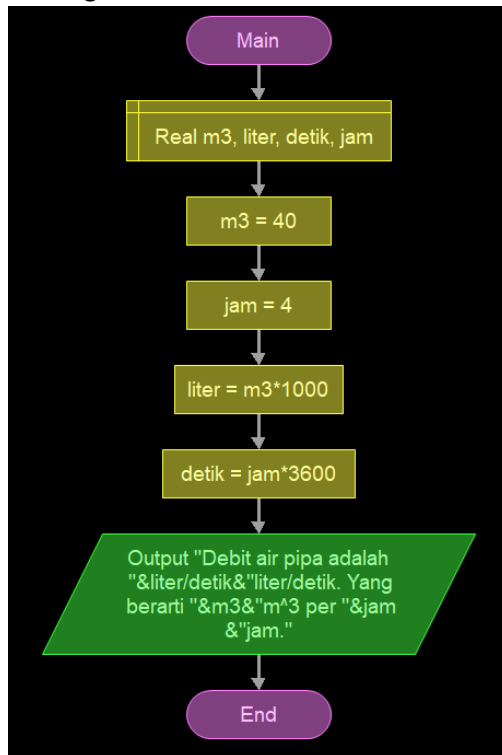 Main
Real m3, liter, detik, jam
m3 = 40
jam = 4
liter = m3*1000
detik = jam*3600
Output "Debit air pipa adalah
"&liter/detik&"liter/detik. Yang
berarti "&m3&"m^3 per "&jam
&"jam."
End